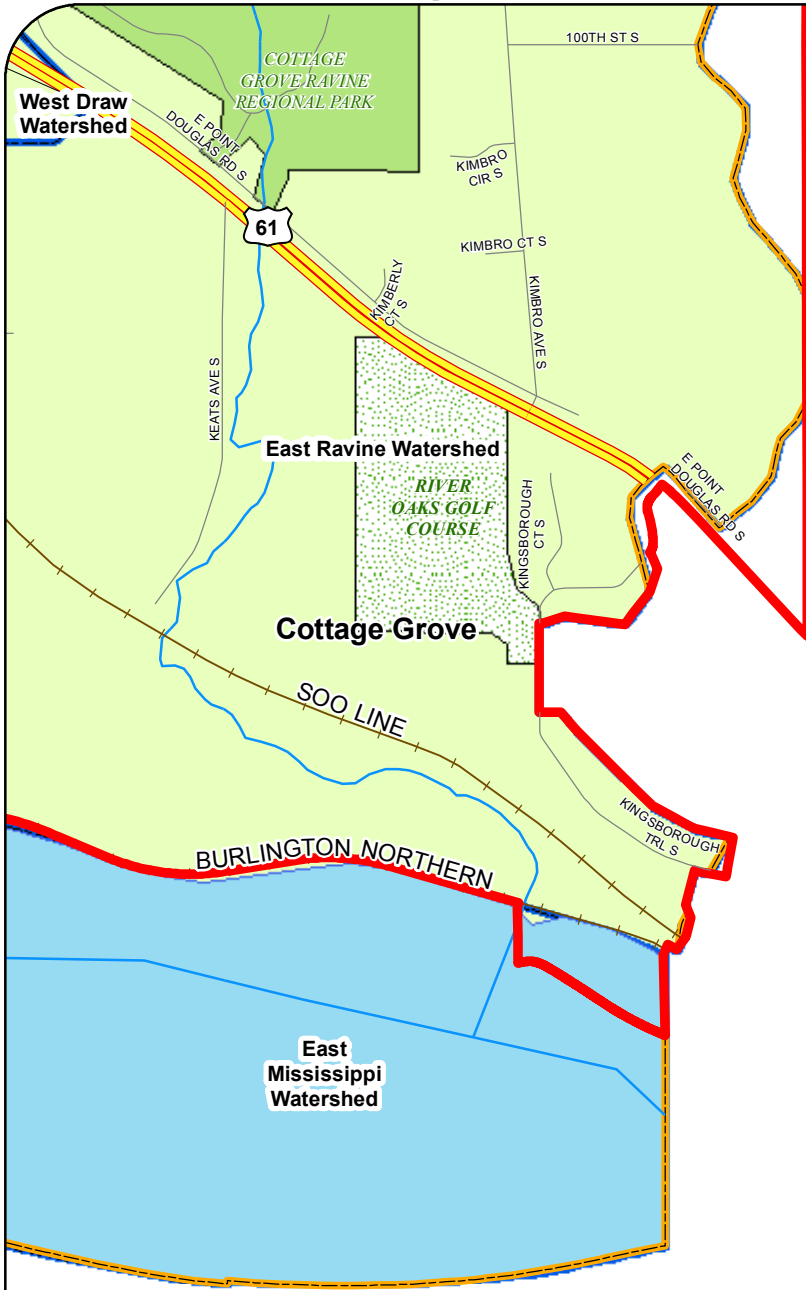 100TH ST S
COTTAGE
GROVE RAVINE
REGIONAL PARK
West Draw
Watershed
E POINT
DOUGLAS RD S
KIMBRO
CIR S
61
KIMBRO CT S
KIMBERLY
CT S
KIMBRO AVE S
KEATS AVE S
East Ravine Watershed
RIVER
OAKS GOLF
COURSE
E POINT
DOUGLAS RD S
KINGSBOROUGH
CT S
Cottage Grove
SOO LINE
KINGSBOROUGH
TRL S
BURLINGTON NORTHERN
East
Mississippi
Watershed